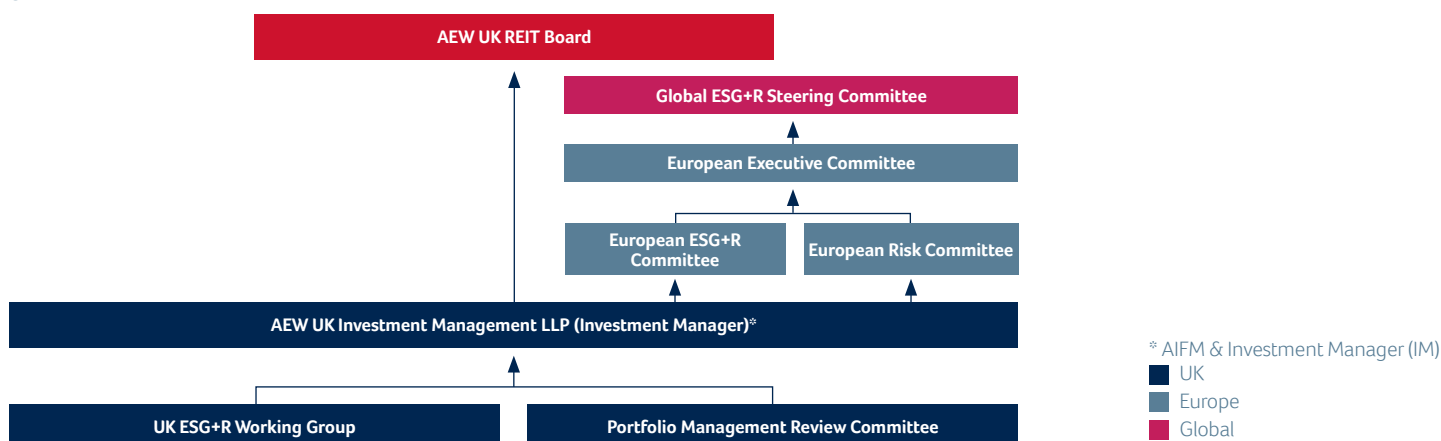 AEW UK REIT Board
Global ESG+R Steering Committee
European Executive Committee
European ESG+R
Committee
European Risk Committee
AEW UK Investment Management LLP (Investment Manager)*
UK ESG+R Working Group
Portfolio Management Review Committee
* AIFM & Investment Manager (IM)
UK
Europe
Global